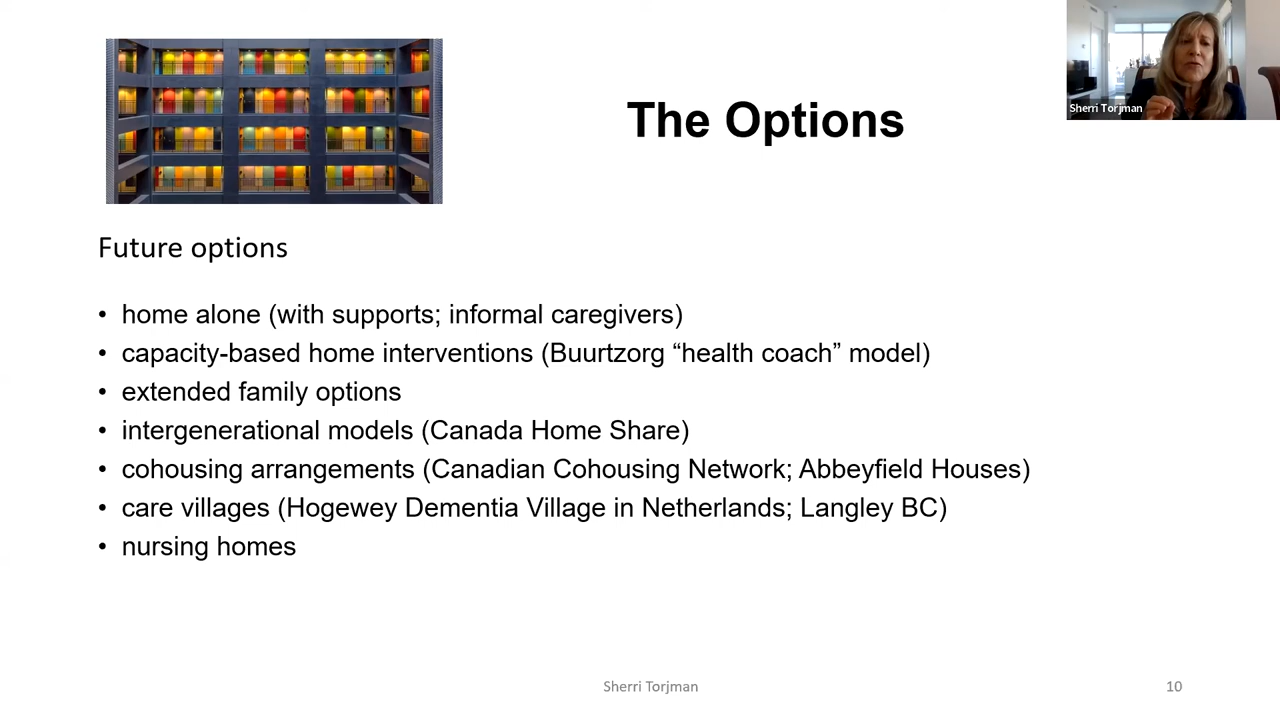 The Options
Sherri Torjman
Future options
• home alone (with supports; informal caregivers)
• capacity-based home interventions (Buurtzorg “health coach” model)
• extended family options
• intergenerational models (Canada Home Share)
• cohousing arrangements (Canadian Cohousing Network; Abbeyfield Houses)
• care villages (Hogewey Dementia Village in Netherlands; Langley BC)
• nursing homes
Sherri Torjman
10